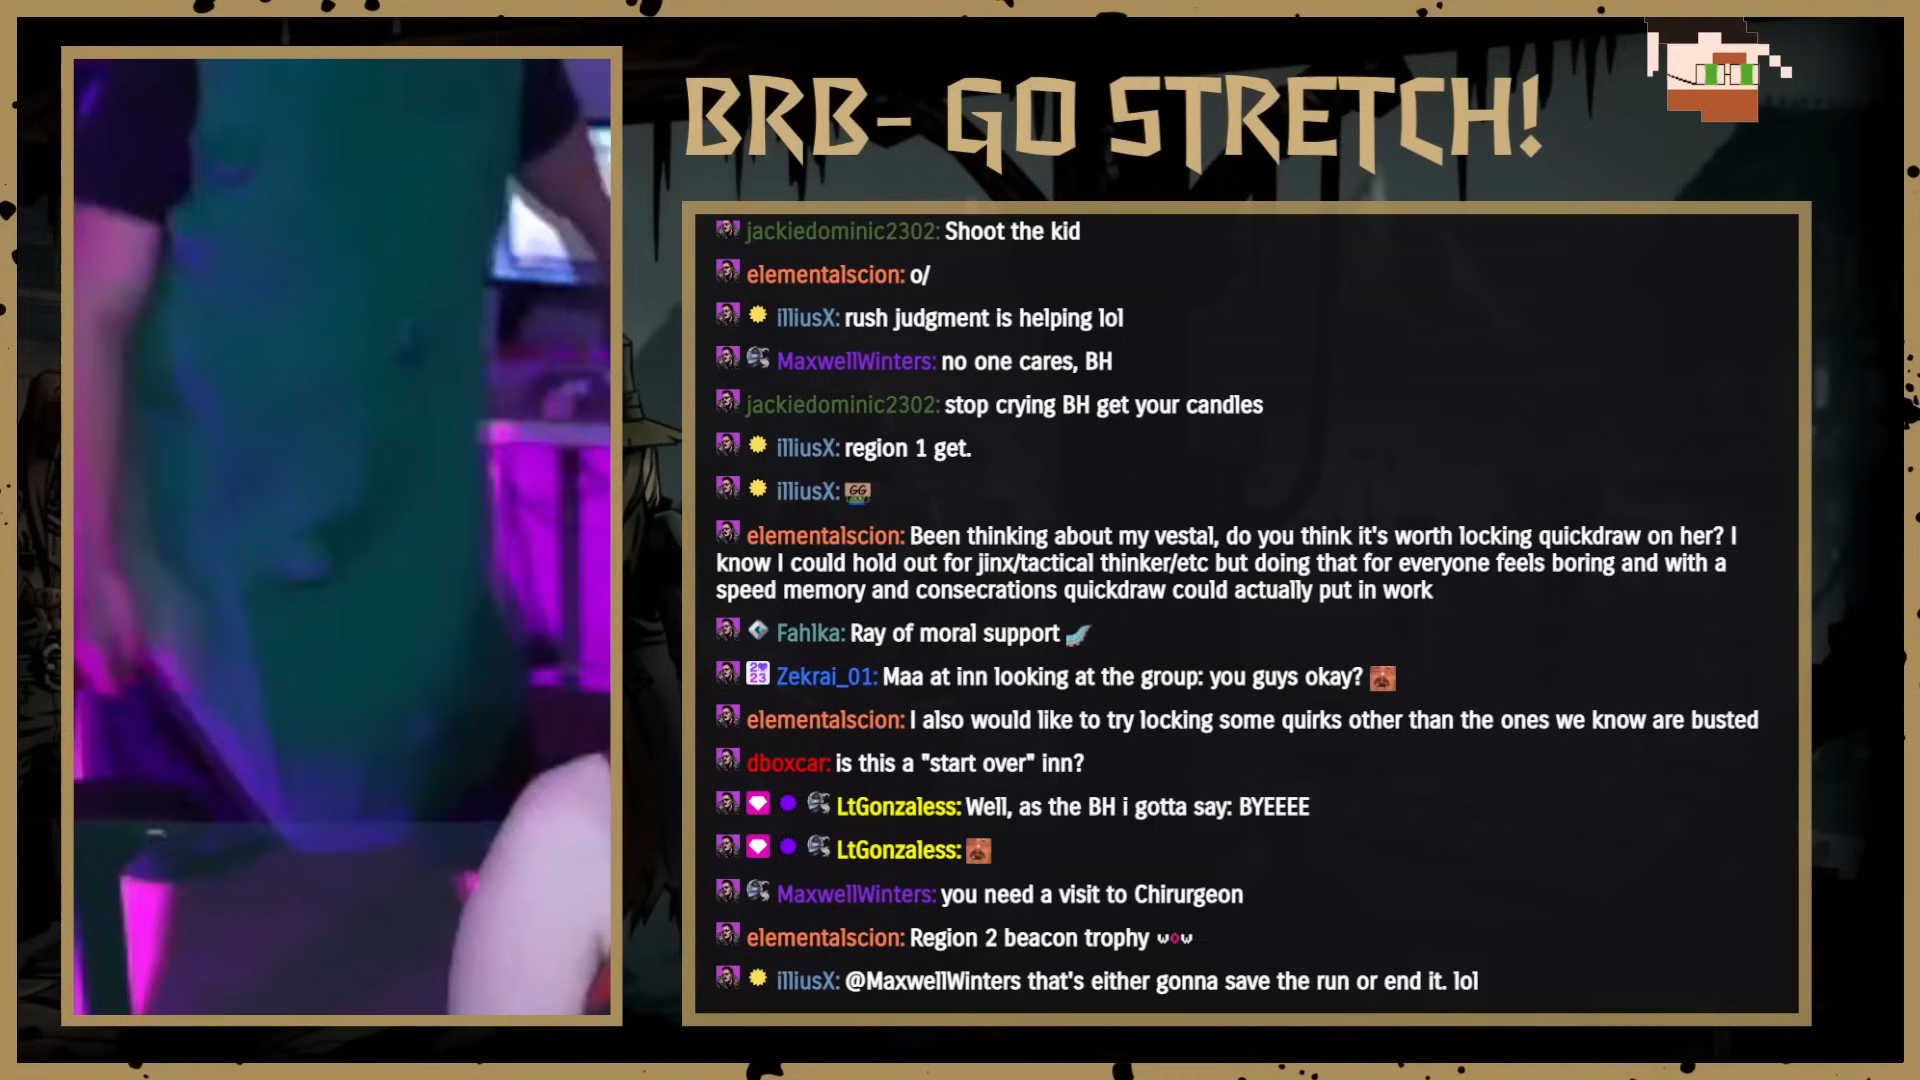 BRB- GO STRETCH!
jackiedominic2302: Shoot the kid
elementalscion: o/
illiusX: rush judgment is helping lol
MaxwellWinters: no one cares, BH
jackiedominic2302: stop crying BH get your candles
illiusX: region 1 get.
illiusX: GG
elementalscion: Been thinking about my vestal, do you think it's worth locking quickdraw on her? I
know I could hold out for jinx/tactical thinker/etc but doing that for everyone feels boring and with a
speed memory and consecrations quickdraw could actually put in work
Fahlka: Ray of moral support
2023 Zekrai_01: Maa at inn looking at the group: you guys okay?
elementalscion: I also would like to try locking some quirks other than the ones we know are busted
dboxcar: is this a "start over" inn?
LtGonzaless: Well, as the BH i gotta say: BYEEEE
LtGonzaless:
MaxwellWinters: you need a visit to Chirurgeon
elementalscion: Region 2 beacon trophy wow
illiusX: @MaxwellWinters that's either gonna save the run or end it. lol